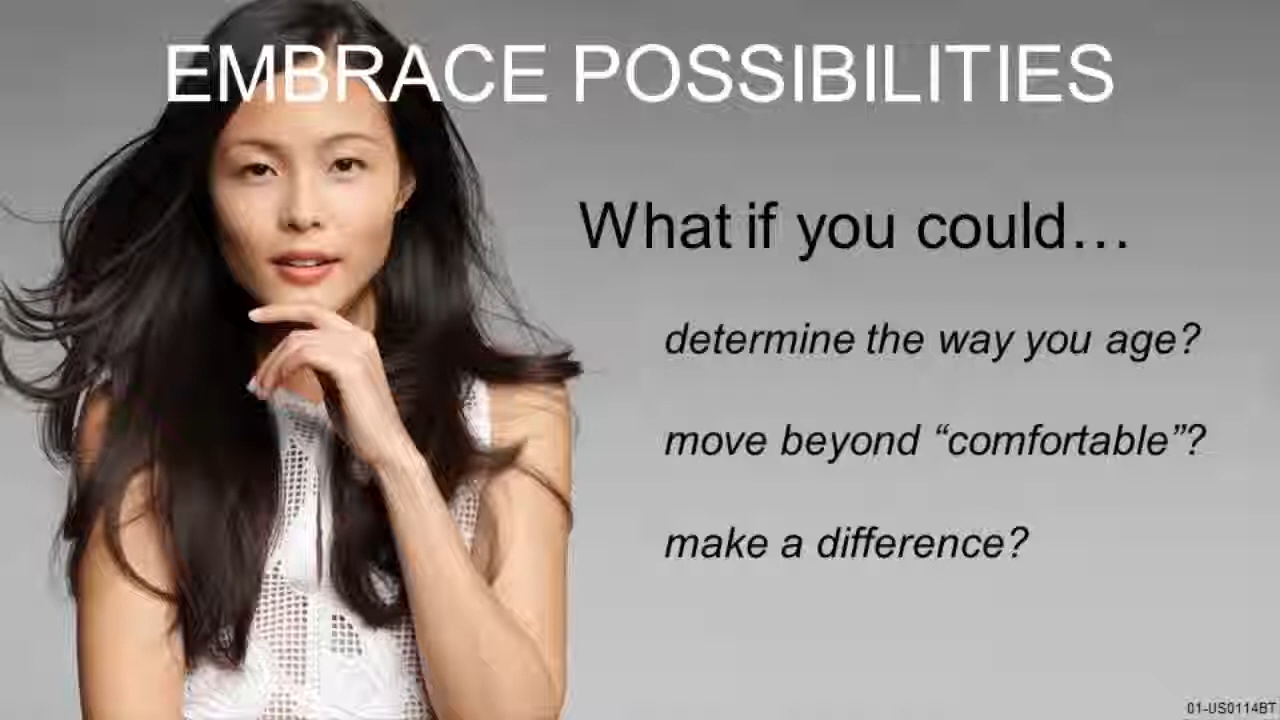 EMBRACE POSSIBILITIES
What if you could…
determine the way you age?
move beyond “comfortable”?
make a difference?
01-US0114BT